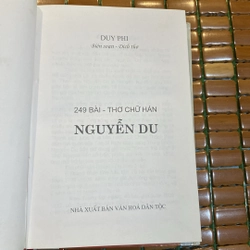 DUY PHI
Biên soạn - Dịch thơ
249 BÀI - THƠ CHỮ HÁN
NGUYỄN DU
NHÀ XUẤT BẢN VĂN HOÁ DÂN TỘC